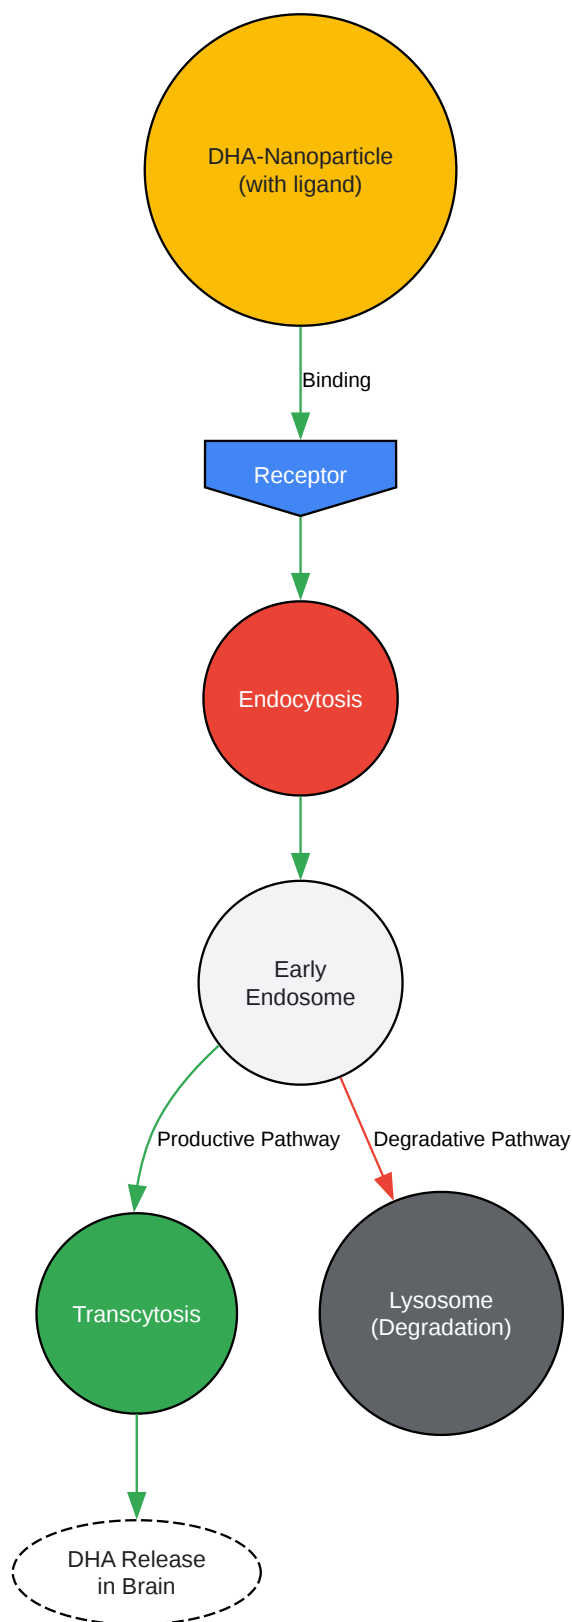 DHA-Nanoparticle
(with ligand)
Binding
Receptor
Endocytosis
Early
Endosome
Productive Pathway
Degradative Pathway
Transcytosis
Lysosome
(Degradation)
DHA Release
in Brain